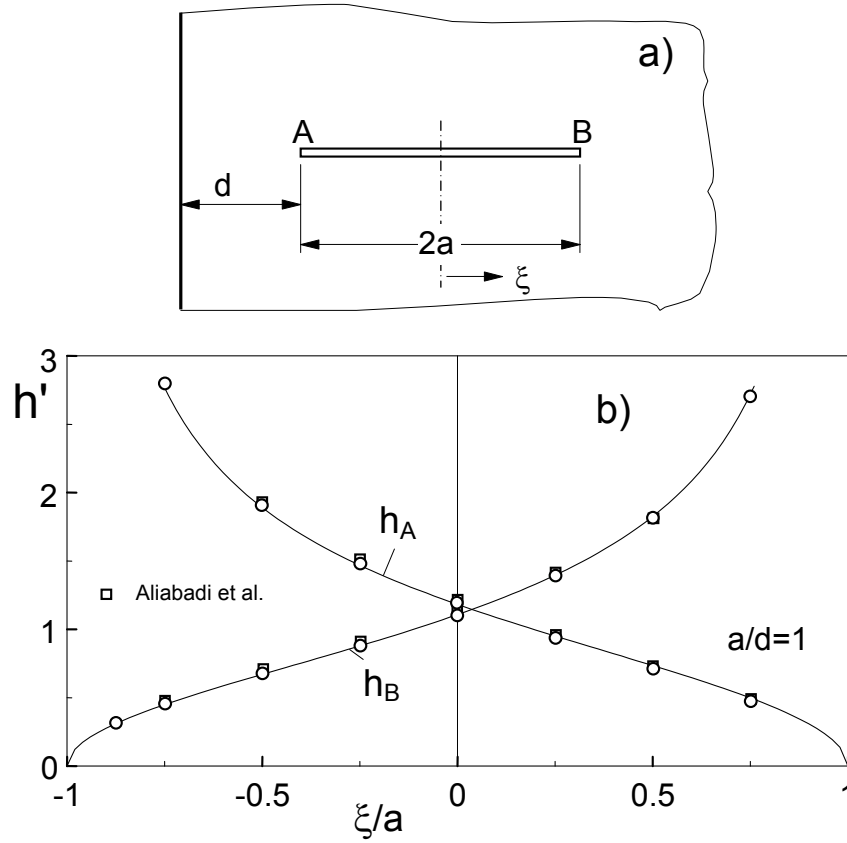 a)
A B
d
2a
ξ
3
h'
b)
2
h_A
□ Aliabadi et al.
1
a/d=1
h_B
0
-1 -0.5 0 0.5 1
ξ/a